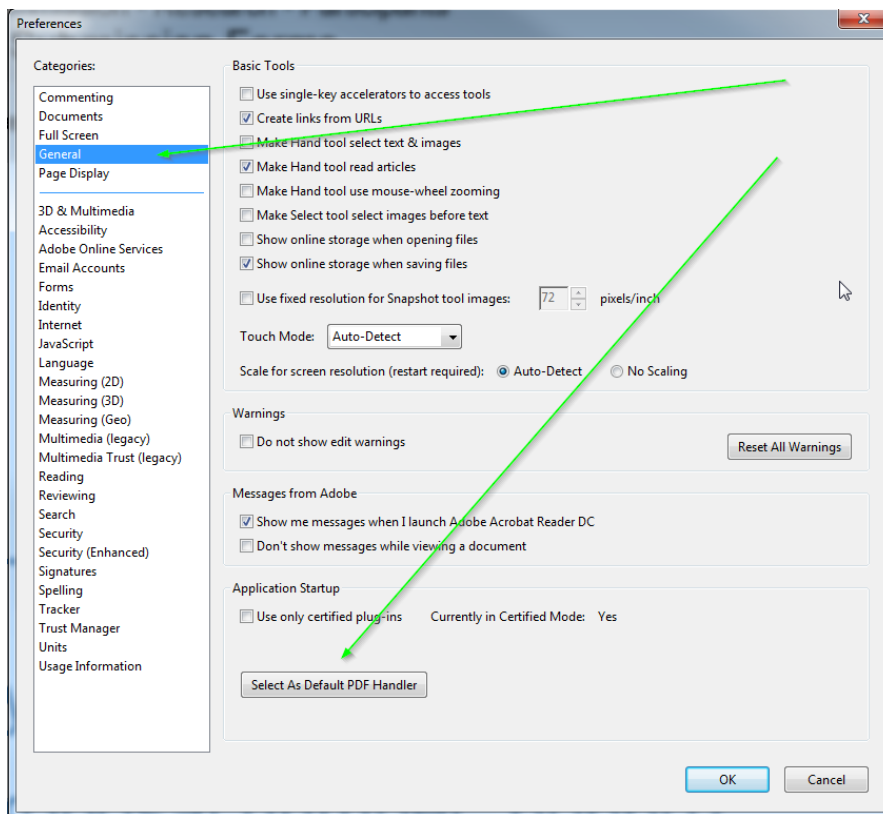 Preferences
Categories:
Commenting
Documents
Full Screen
General
Page Display
3D & Multimedia
Accessibility
Adobe Online Services
Email Accounts
Forms
Identity
Internet
JavaScript
Language
Measuring (2D)
Measuring (3D)
Measuring (Geo)
Multimedia (legacy)
Multimedia Trust (legacy)
Reading
Reviewing
Search
Security
Security (Enhanced)
Signatures
Spelling
Tracker
Trust Manager
Units
Usage Information
Basic Tools
Use single-key accelerators to access tools
Create links from URLs
Make Hand tool select text & images
Make Hand tool read articles
Make Hand tool use mouse-wheel zooming
Make Select tool select images before text
Show online storage when opening files
Show online storage when saving files
Use fixed resolution for Snapshot tool images: 72 pixels/inch
Touch Mode: Auto-Detect
Scale for screen resolution (restart required): Auto-Detect No Scaling
Warnings
Do not show edit warnings
Reset All Warnings
Messages from Adobe
Show me messages when I launch Adobe Acrobat Reader DC
Don't show messages while viewing a document
Application Startup
Use only certified plug-ins Currently in Certified Mode: Yes
Select As Default PDF Handler
OK Cancel